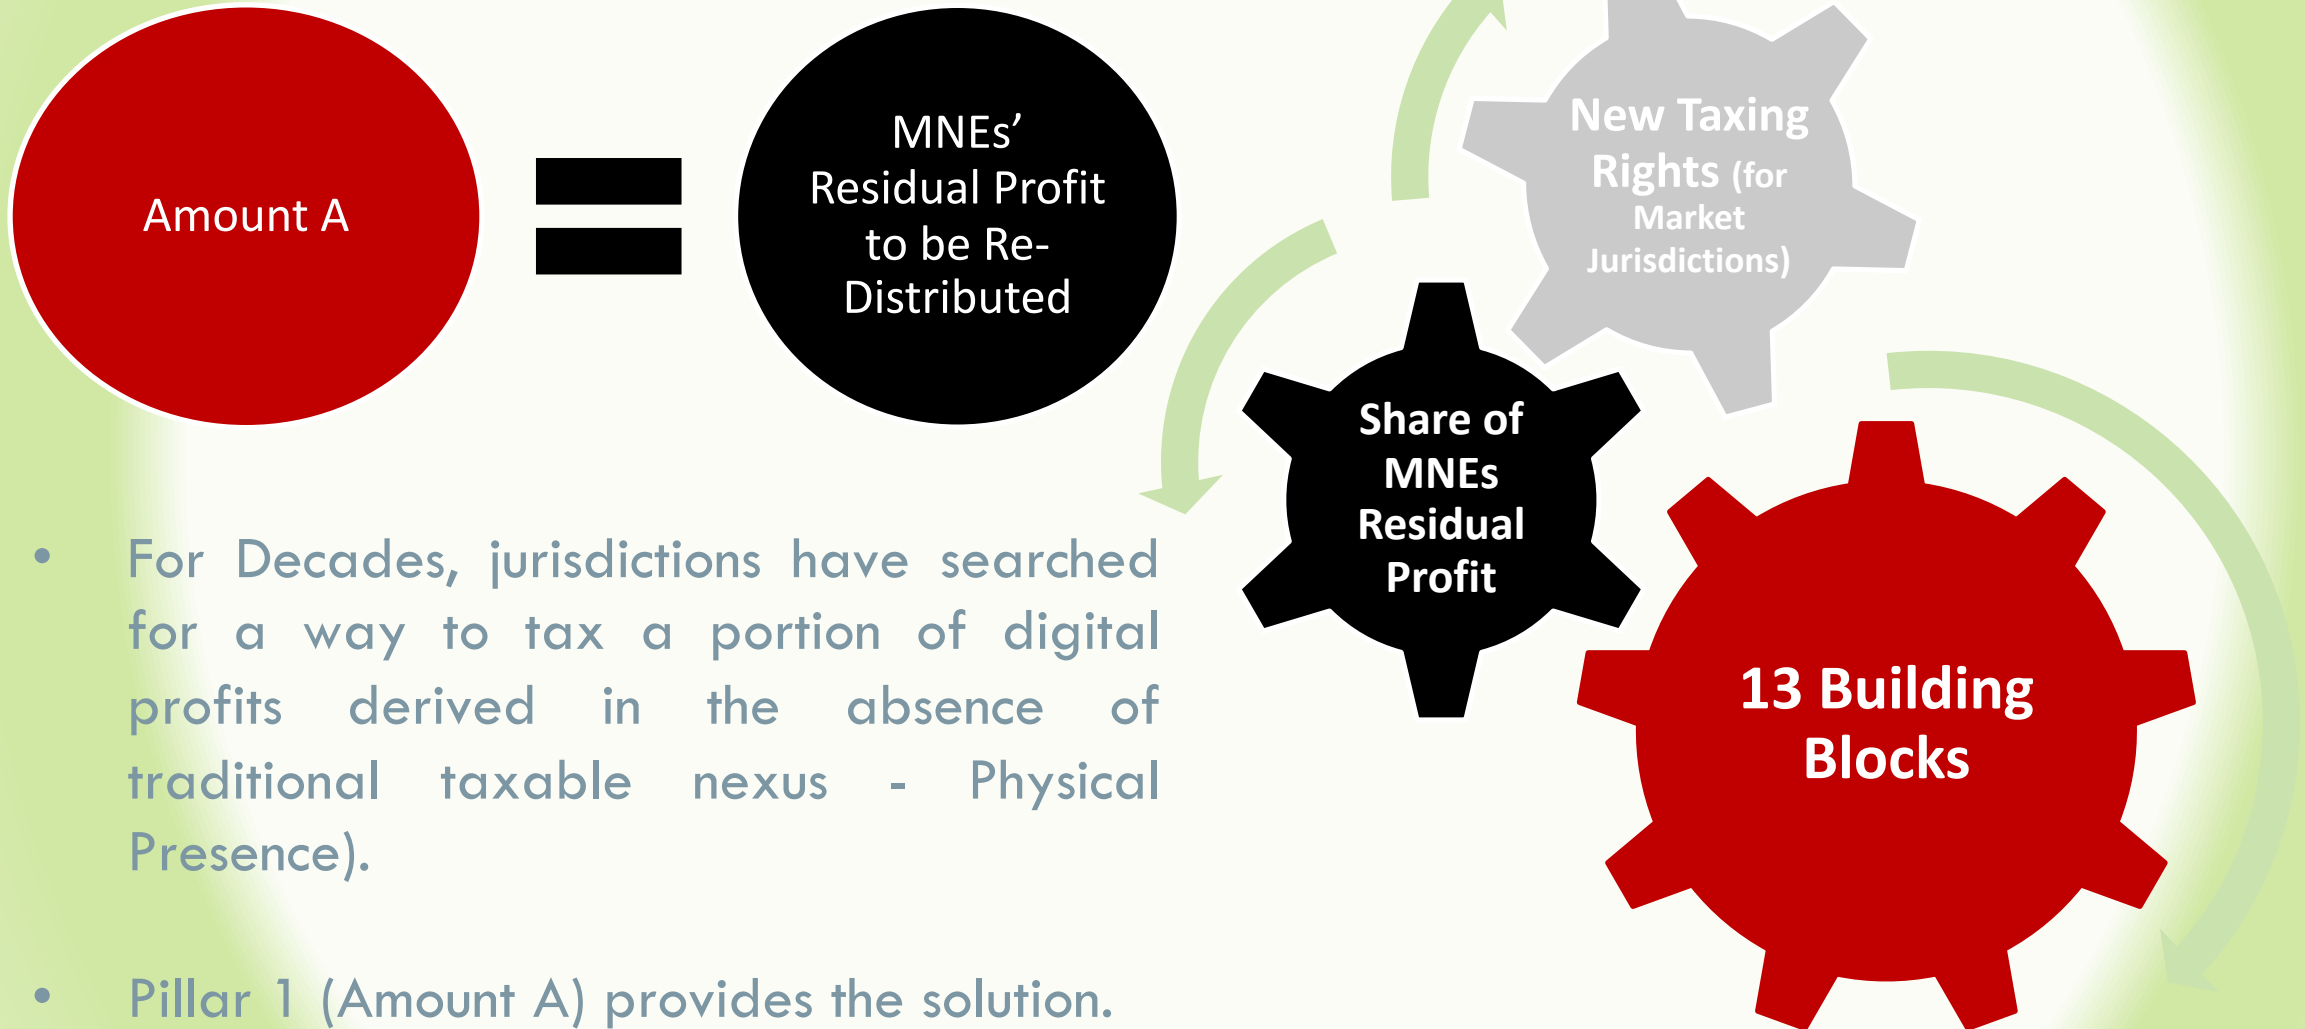 Amount A
MNEs’
Residual Profit
to be Re-
Distributed
New Taxing
Rights (for
Market
Jurisdictions)
Share of
MNEs
Residual
Profit
13 Building
Blocks
• For Decades, jurisdictions have searched
for a way to tax a portion of digital
profits derived in the absence of
traditional taxable nexus - Physical
Presence).
• Pillar 1 (Amount A) provides the solution.